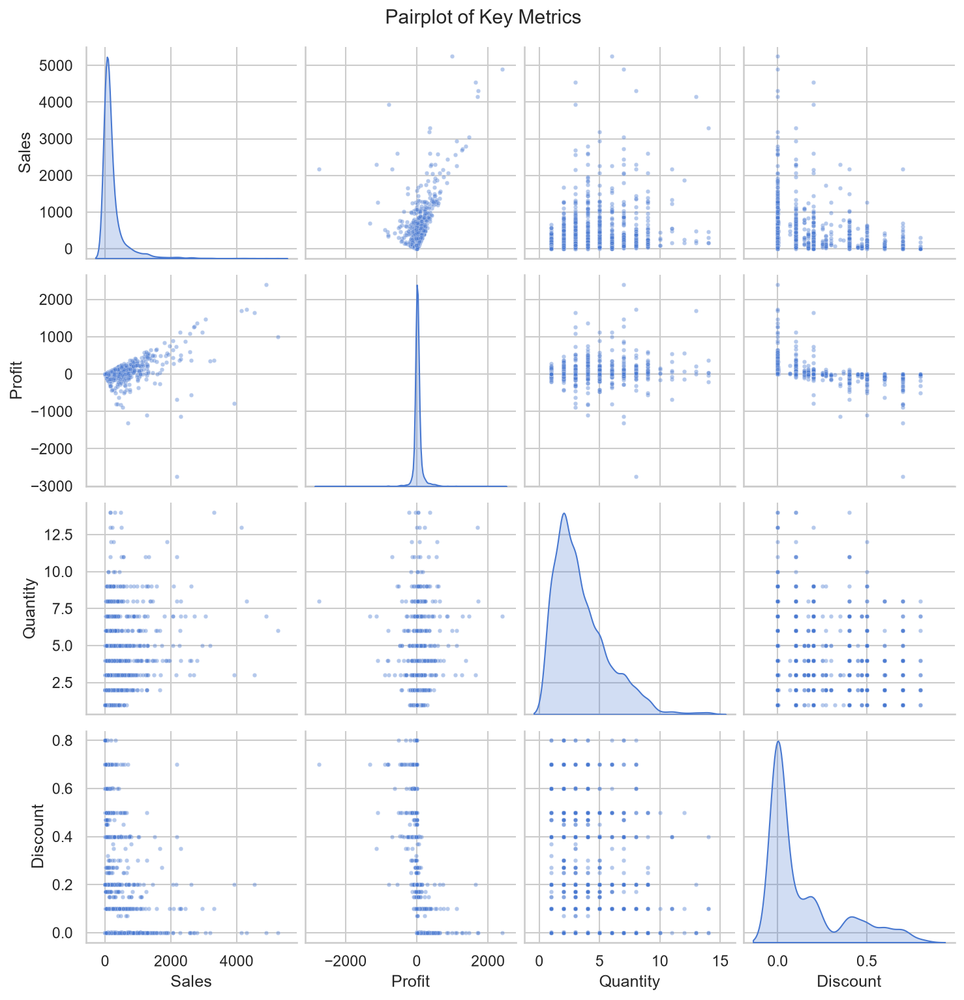 Pairplot of Key Metrics
5000
4000
3000
2000
1000
0
Sales
2000
1000
0
−1000
−2000
−3000
Profit
12.5
10.0
7.5
5.0
2.5
Quantity
0.8
0.6
0.4
0.2
0.0
Discount
0 2000 4000
−2000 0 2000
0 5 10 15
0.0 0.5
Sales Profit Quantity Discount